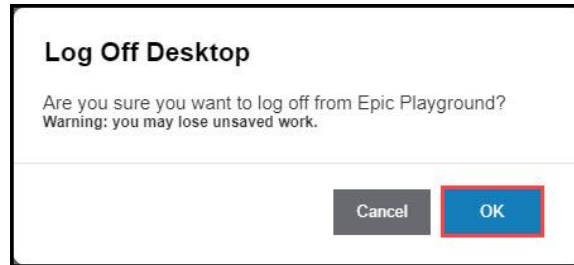 Log Off Desktop
Are you sure you want to log off from Epic Playground?
Warning: you may lose unsaved work.
Cancel
OK